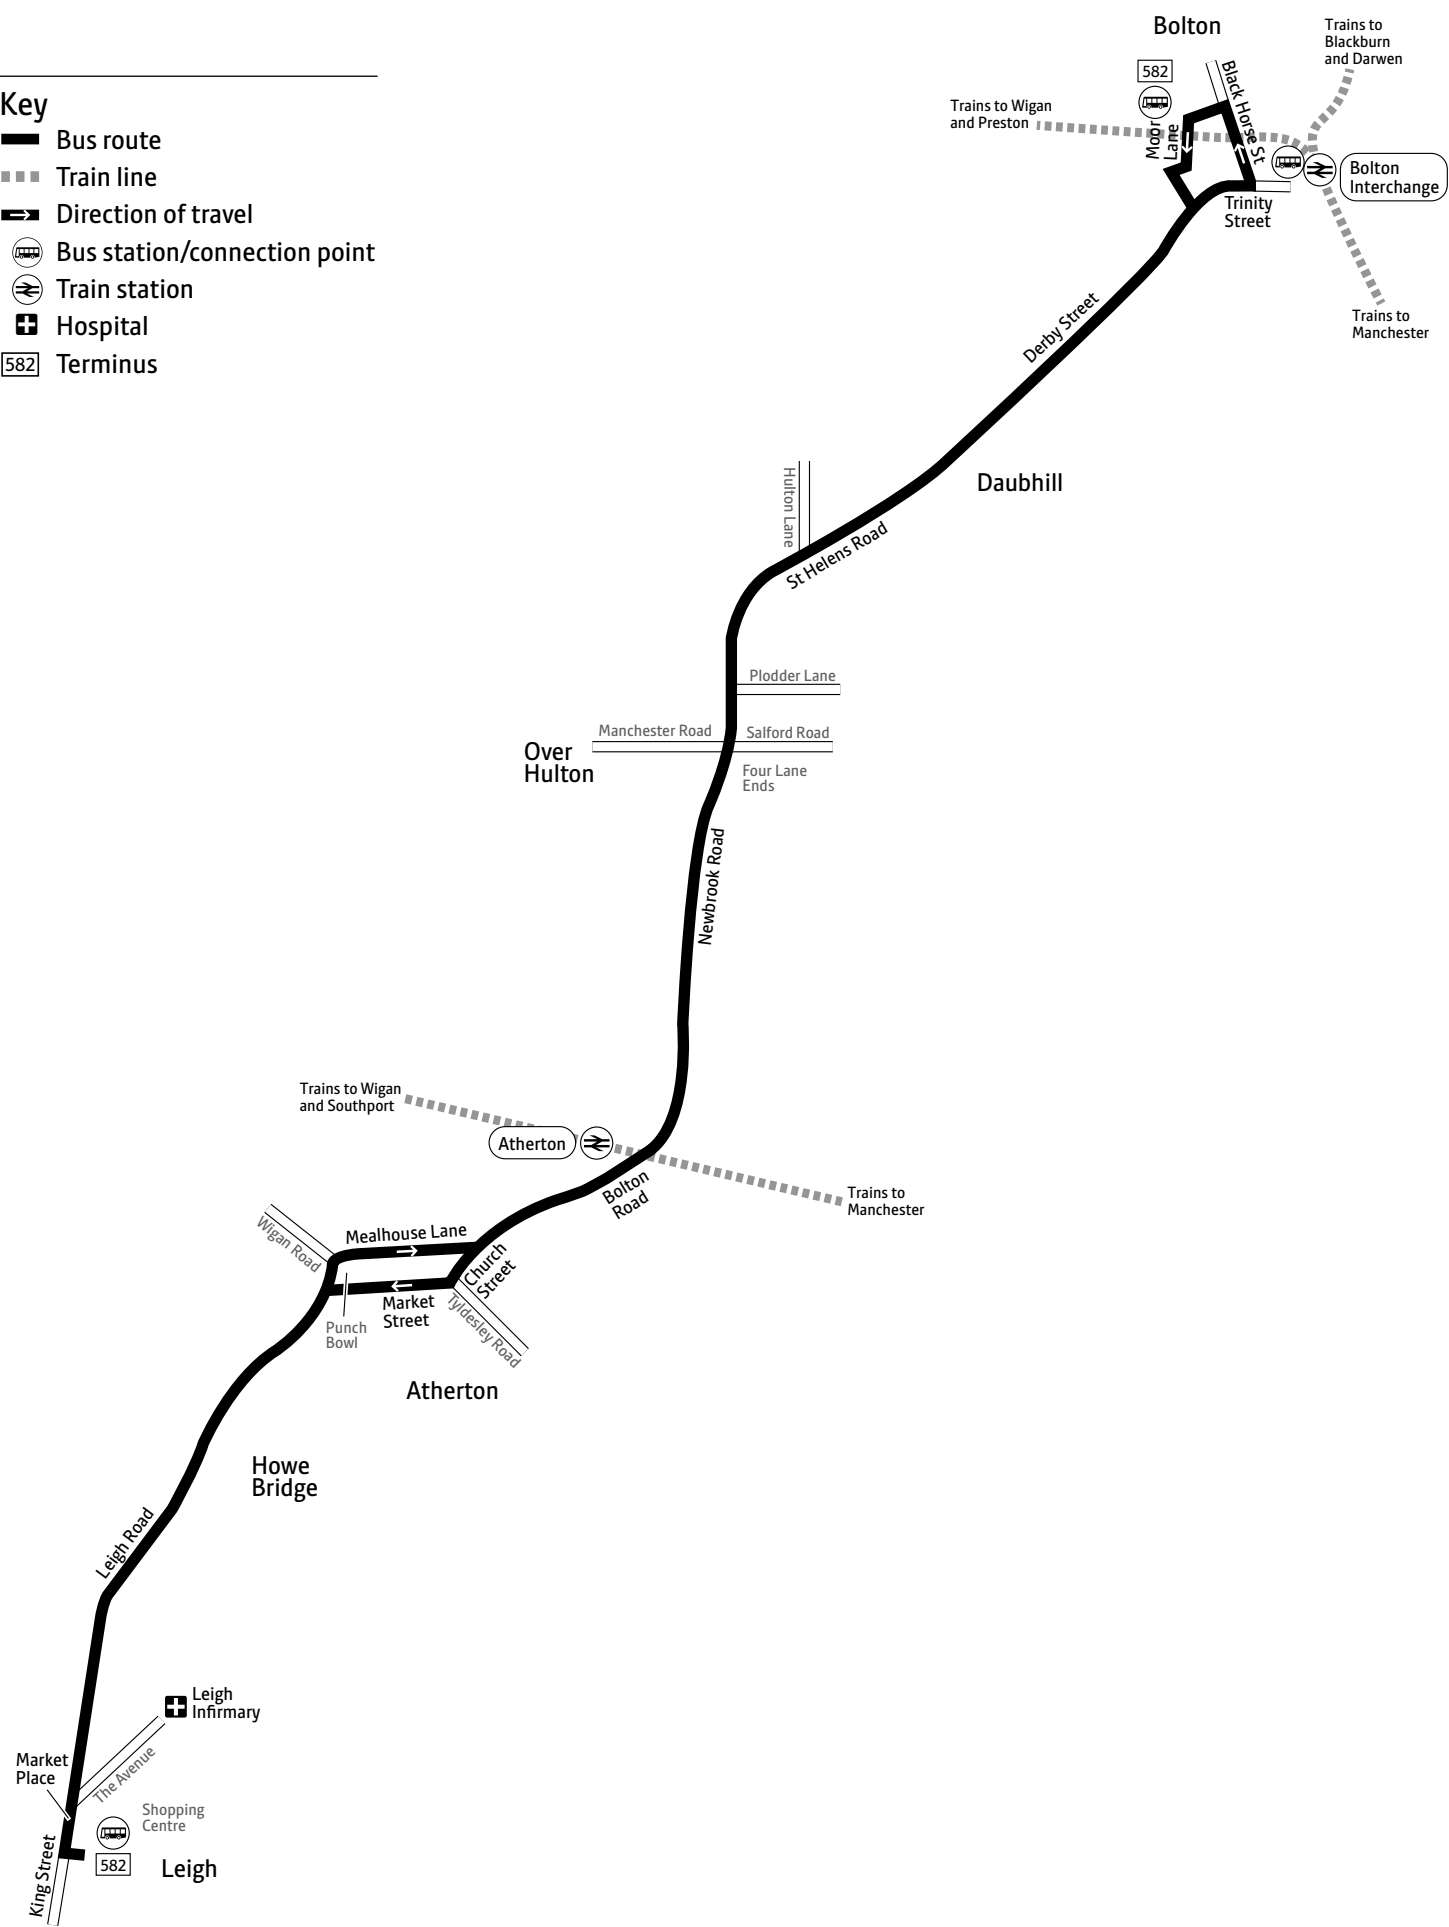 Bolton
Trains to
Blackburn
and Darwen
582
Black Horse St
Trains to Wigan
and Preston
Moor
Lane
Bolton
Interchange
Trinity
Street
Trains to
Manchester
Key
Bus route
Train line
Direction of travel
Bus station/connection point
Train station
Hospital
582 Terminus
Derby Street
Daubhill
Hulton Lane
St Helens Road
Plodder Lane
Manchester Road
Salford Road
Over
Hulton
Four Lane
Ends
Newbrook Road
Trains to Wigan
and Southport
Atherton
Bolton
Road
Trains to
Manchester
Wigan Road
Mealhouse Lane
Church
Street
Market
Street
Punch
Bowl
Tyldesley Road
Atherton
Howe
Bridge
Leigh Road
Leigh
Infirmary
Market
Place
The Avenue
Shopping
Centre
King Street
582
Leigh